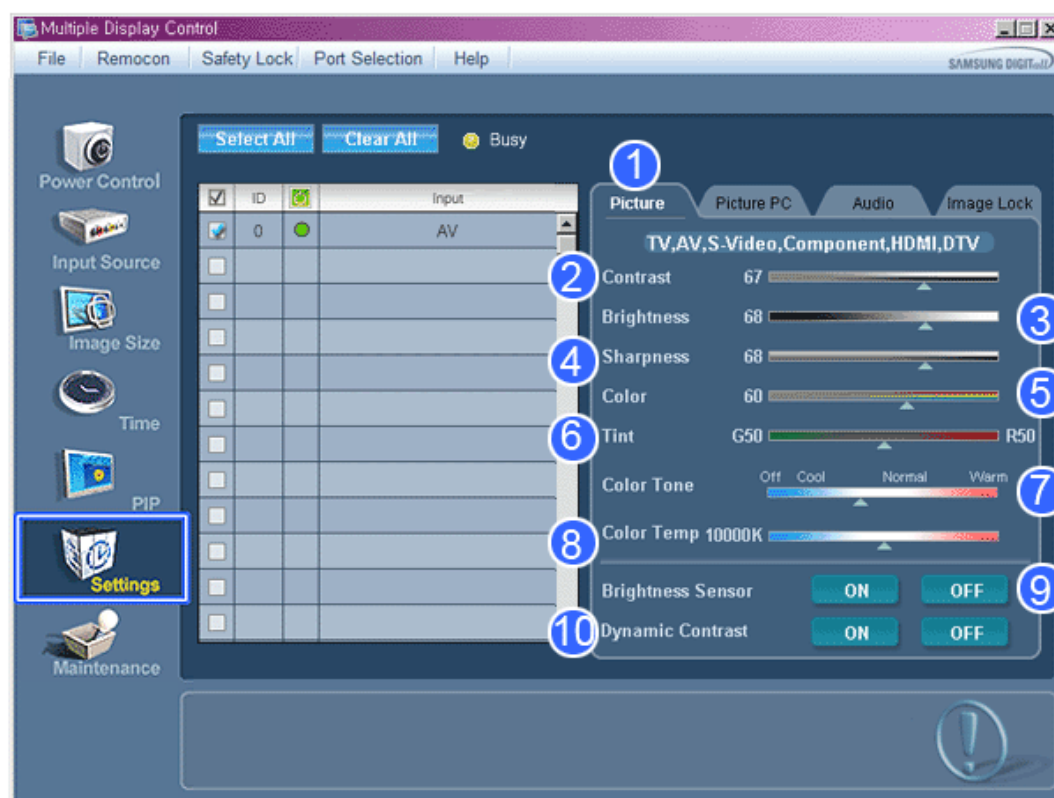 Multiple Display Control
File Remocon Safety Lock Port Selection Help
SAMSUNG DIGITall
Select All Clear All Busy
Power Control
Input Source
Image Size
Time
PIP
Settings
Maintenance
ID Input
0 AV
1
Picture Picture PC Audio Image Lock
TV,AV,S-Video,Component,HDMI,DTV
2 Contrast 67
Brightness 68 3
4 Sharpness 68
Color 60 5
6 Tint G50 R50
Off Cool Normal Warm
Color Tone 7
8 Color Temp 10000K
Brightness Sensor ON OFF 9
10 Dynamic Contrast ON OFF